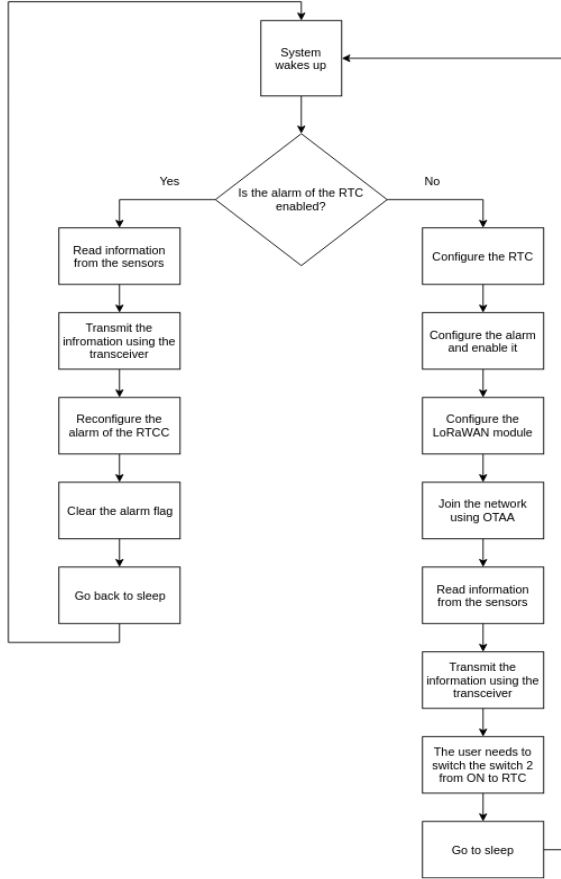 System
wakes up
Is the alarm of the RTC
enabled?
Yes
No
Read information
from the sensors
Transmit the
infromation using the
transceiver
Reconfigure the
alarm of the RTCC
Clear the alarm flag
Go back to sleep
Configure the RTC
Configure the alarm
and enable it
Configure the
LoRaWAN module
Join the network
using OTAA
Read information
from the sensors
Transmit the
information using the
transceiver
The user needs to
switch the switch 2
from ON to RTC
Go to sleep